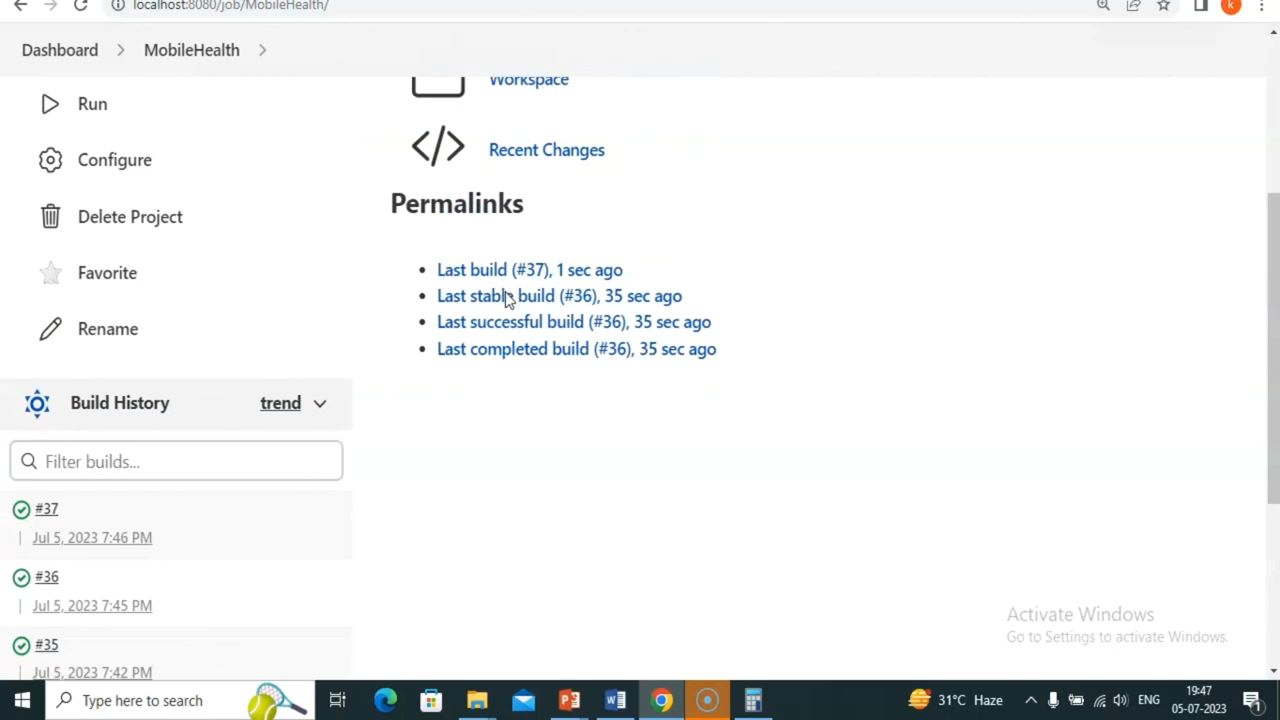 localhost:8080/job/MobileHealth/
k
Dashboard MobileHealth
Workspace
Run
Recent Changes
Configure
Permalinks
Delete Project
Last build (#37), 1 sec ago
Favorite
Last stable build (#36), 35 sec ago
Last successful build (#36), 35 sec ago
Rename
Last completed build (#36), 35 sec ago
Build History trend
Filter builds...
#37
Jul 5, 2023 7:46 PM
#36
Jul 5, 2023 7:45 PM
#35
Jul 5, 2023 7:42 PM
Activate Windows
Go to Settings to activate Windows.
Type here to search
31°C Haze
ENG
19:47
05-07-2023
1